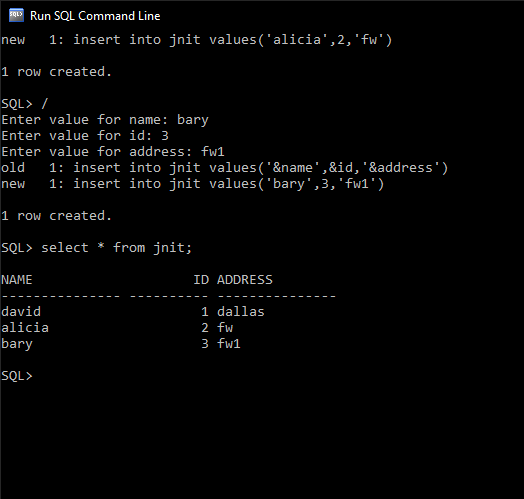 SQL> Run SQL Command Line
new   1: insert into jnit values('alicia',2,'fw')
1 row created.
SQL> /
Enter value for name: bary
Enter value for id: 3
Enter value for address: fw1
old   1: insert into jnit values('&name',&id,'&address')
new   1: insert into jnit values('bary',3,'fw1')
1 row created.
SQL> select * from jnit;
NAME                    ID ADDRESS
--------------- ---------- ---------------
david                    1 dallas
alicia                   2 fw
bary                     3 fw1
SQL>